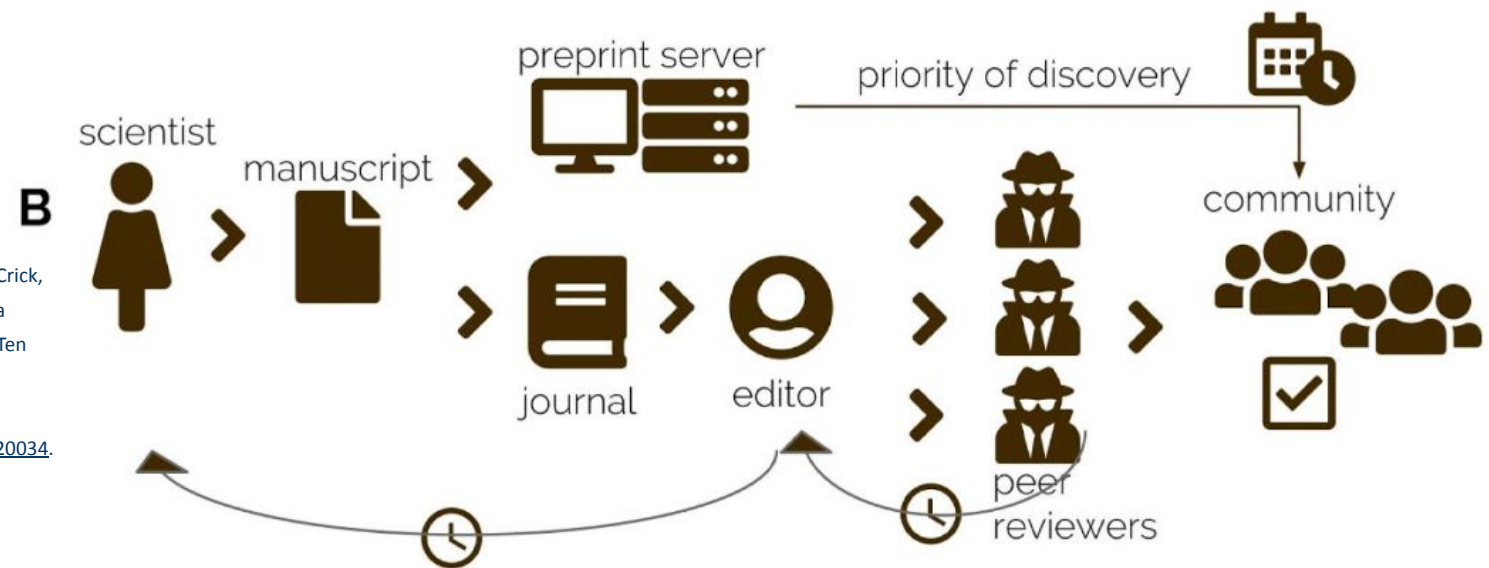 preprint server
priority of discovery
scientist
manuscript
B
community
Crick,
a
Ten
journal
editor
20034.
peer
reviewers